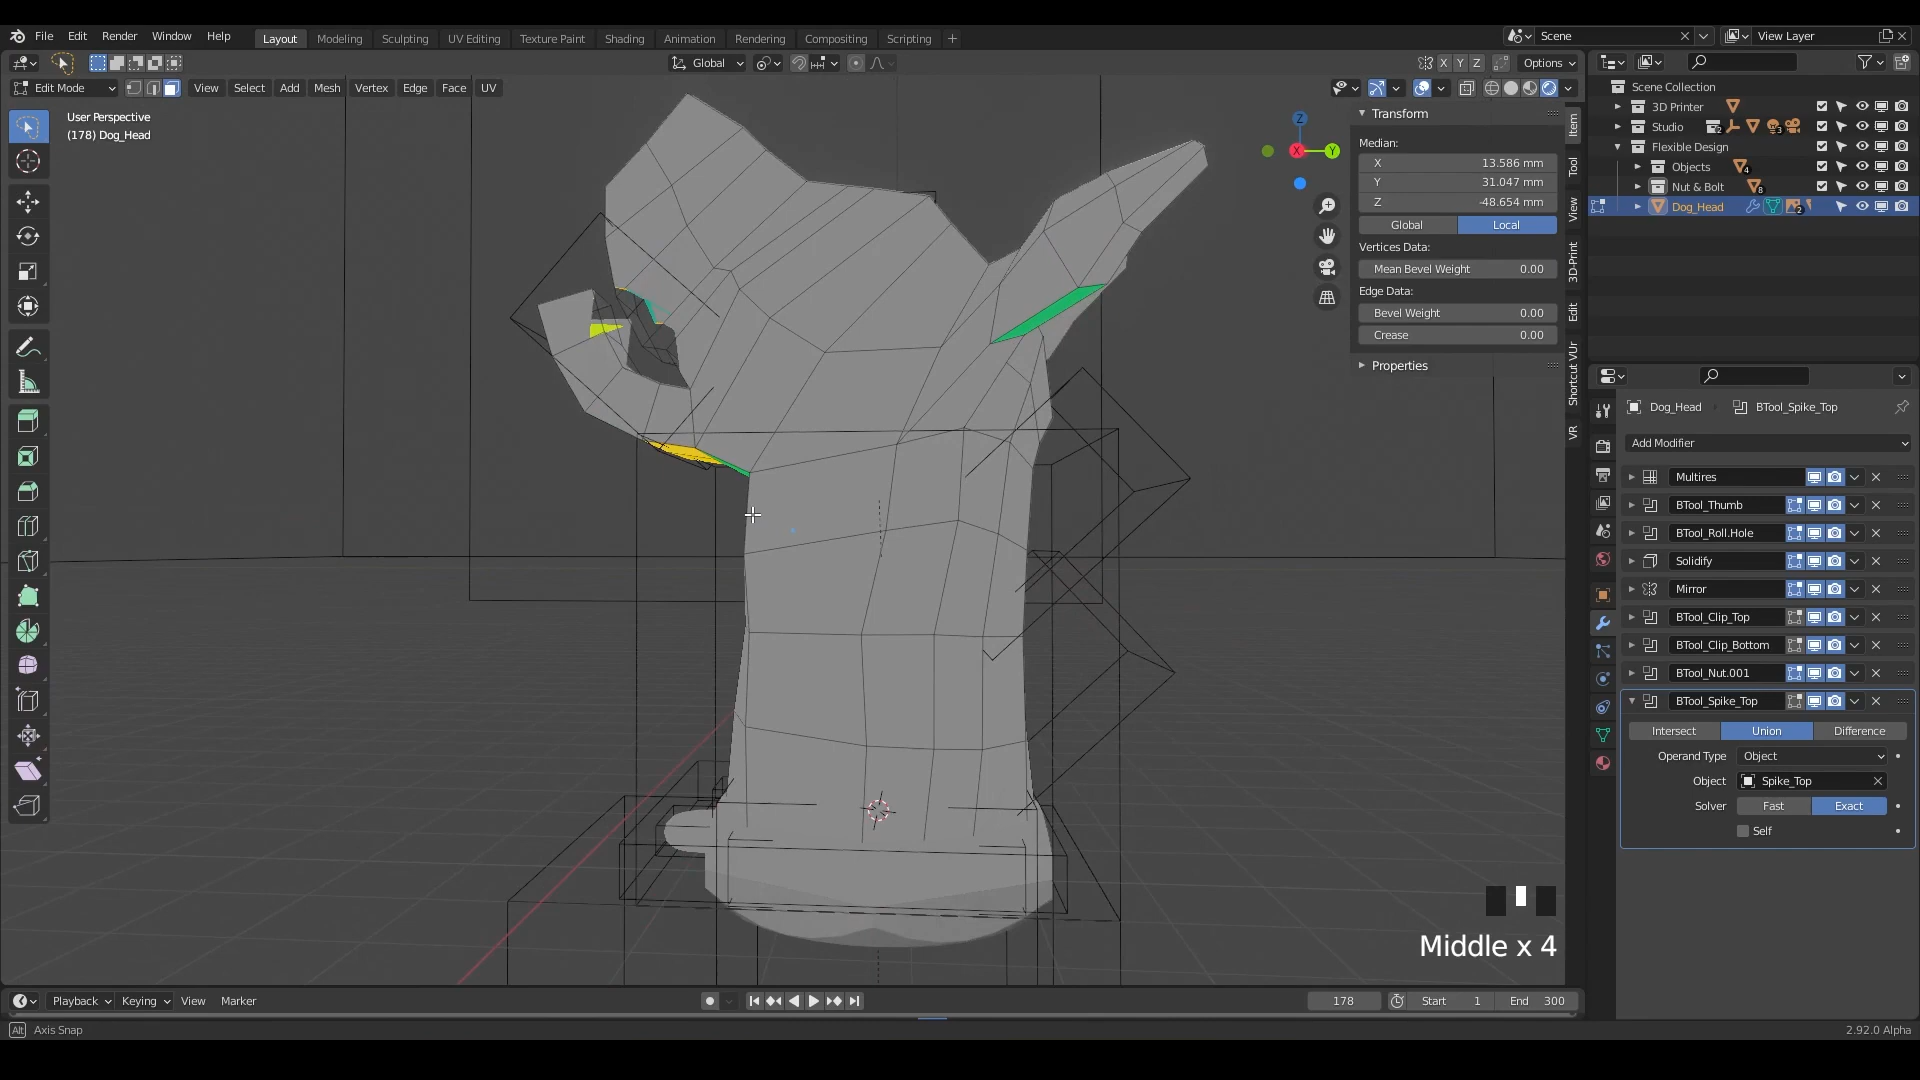 File Edit Render Window Help Layout Modeling Sculpting UV Editing Texture Paint Shading Animation Rendering Compositing Scripting + Scene View Layer
Global X Y Z Options
Edit Mode View Select Add Mesh Vertex Edge Face UV
User Perspective
(178) Dog_Head
Z
X
Y
Transform
Median:
X 13.586 mm
Y 31.047 mm
Z -48.654 mm
Global Local
Vertices Data:
Mean Bevel Weight 0.00
Edge Data:
Bevel Weight 0.00
Crease 0.00
Properties
Item
Tool
View
3D-Print
Edit
Shortcut VUr
VR
Scene Collection
3D Printer
Studio 2 3
Flexible Design
Objects 4
Nut & Bolt 8
Dog_Head 2
Dog_Head BTool_Spike_Top
Add Modifier
Multires
BTool_Thumb
BTool_Roll.Hole
Solidify
Mirror
BTool_Clip_Top
BTool_Clip_Bottom
BTool_Nut.001
BTool_Spike_Top
Intersect Union Difference
Operand Type Object
Object Spike_Top
Solver Fast Exact
Self
Middle x 4
Playback Keying View Marker 178 Start 1 End 300
Alt Axis Snap 2.92.0 Alpha